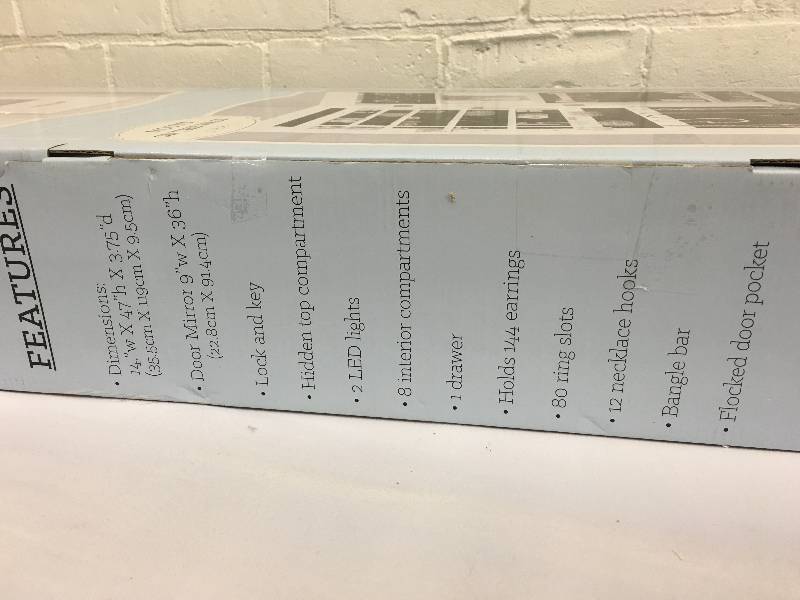 FEATURES
• Dimensions:
14"w X 47"h X 3.75"d
(35.5cm X 119cm X 9.5cm)
• Door Mirror 9"w X 36"h
(22.8cm X 91.4cm)
• Lock and key
• Hidden top compartment
• 2 LED lights
• 8 interior compartments
• 1 drawer
• Holds 144 earrings
• 80 ring slots
• 12 necklace hooks
• Bangle bar
• Flocked door pocket